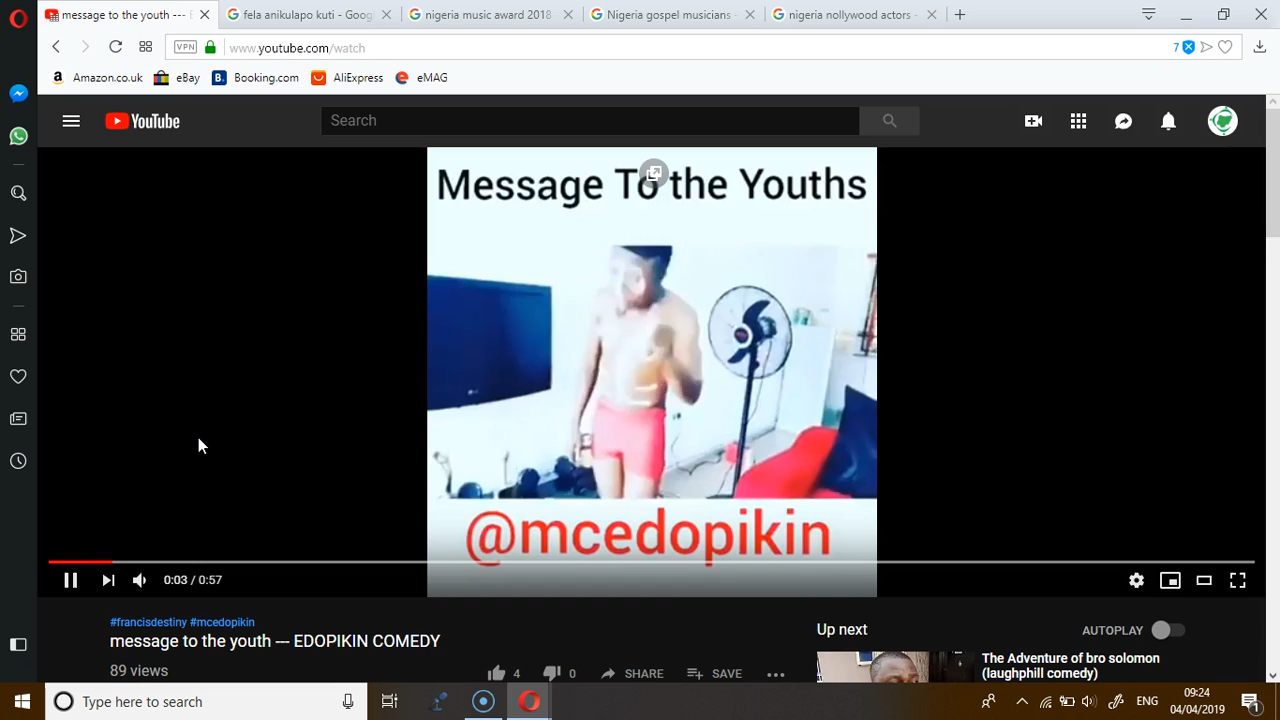 message to the youth --- E
fela anikulapo kuti - Goog
nigeria music award 2018
Nigeria gospel musicians -
nigeria nollywood actors -
VPN
www.youtube.com/watch
7
a Amazon.co.uk
eBay
B. Booking.com
AliExpress
e eMAG
YouTube
Search
Message To the Youths
LG
@mcedopikin
0:03 / 0:57
#francisdestiny #mcedopikin
message to the youth --- EDOPIKIN COMEDY
89 views
4
0
SHARE
SAVE
Up next
AUTOPLAY
The Adventure of bro solomon
(laughphill comedy)
Type here to search
ENG
09:24
04/04/2019
1